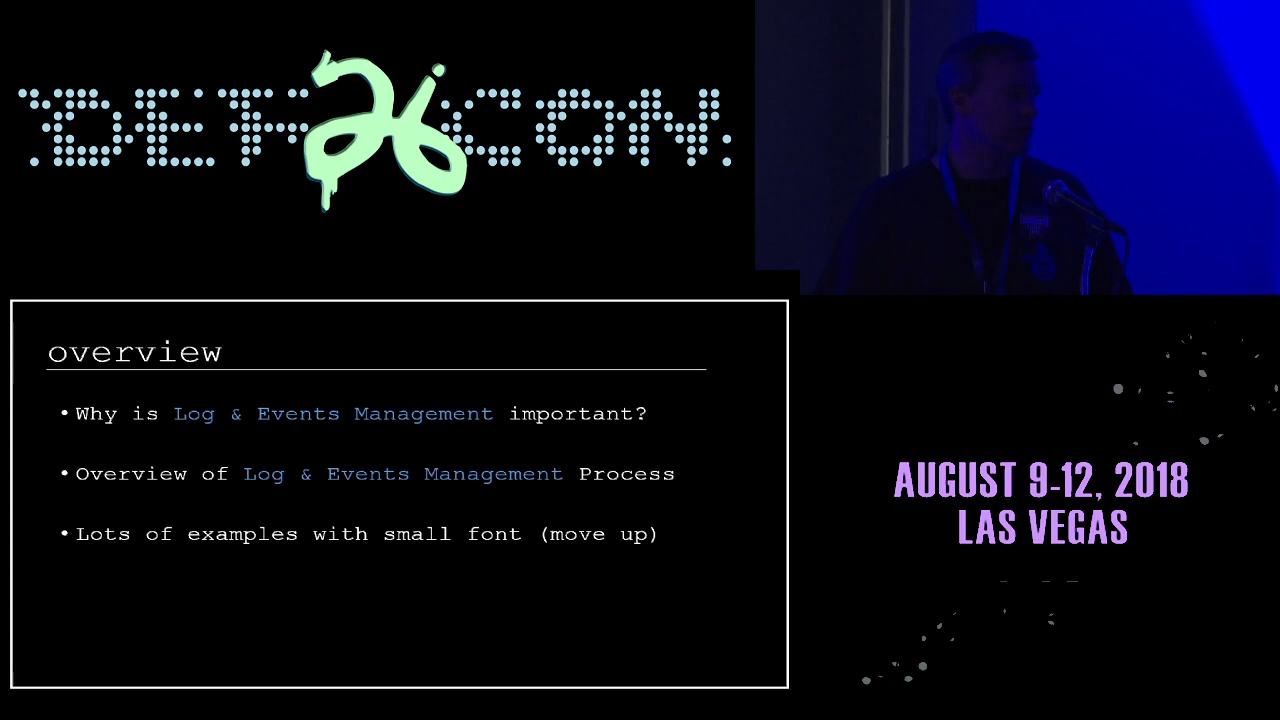 DEF 26 CON
overview
• Why is Log & Events Management important?
• Overview of Log & Events Management Process
• Lots of examples with small font (move up)
AUGUST 9-12, 2018
LAS VEGAS